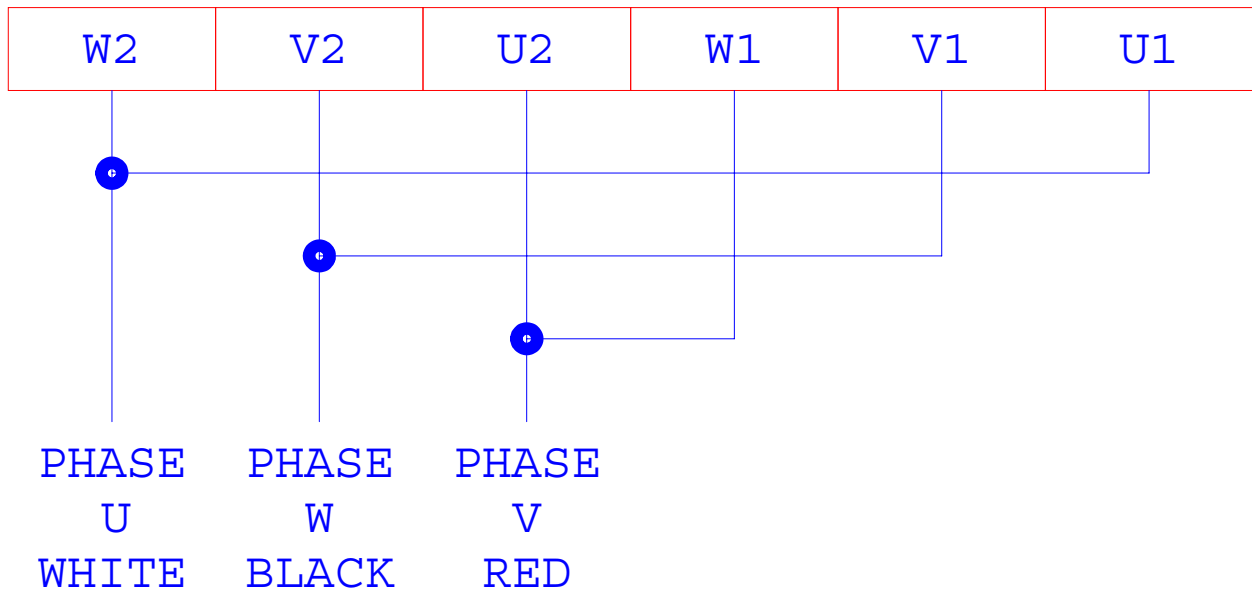 W2 V2 U2 W1 V1 U1
PHASE PHASE PHASE
U W V
WHITE BLACK RED